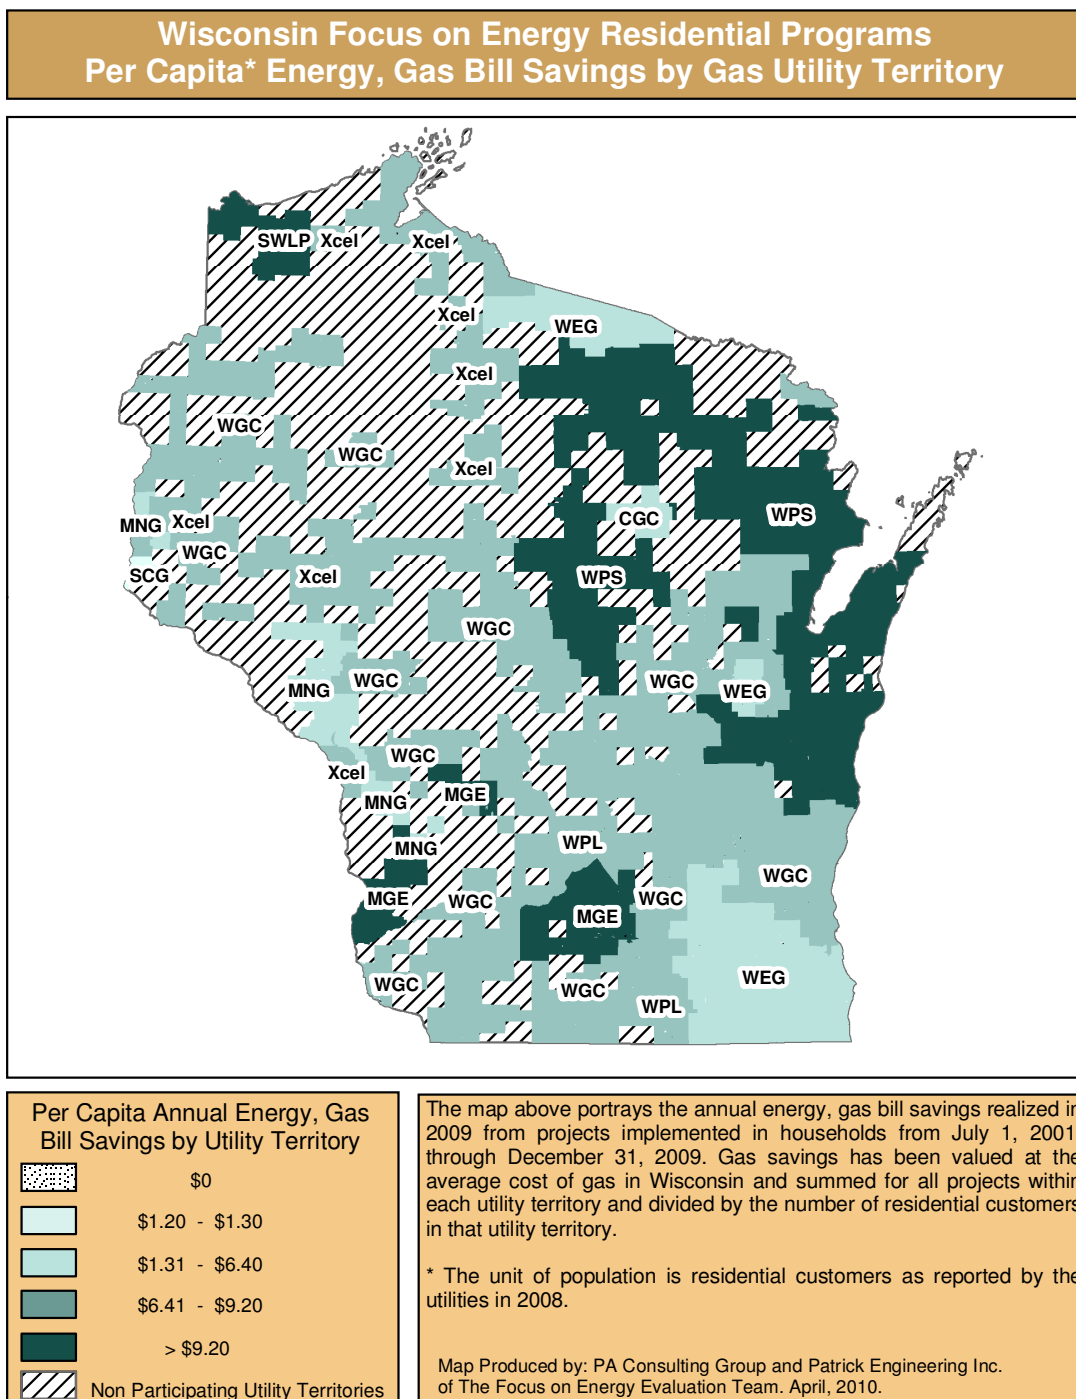 Wisconsin Focus on Energy Residential Programs
Per Capita* Energy, Gas Bill Savings by Gas Utility Territory
SWLP Xcel Xcel
Xcel
WEG
Xcel
WGC
WGC
Xcel
MNG Xcel
CGC
WPS
WGC
SCG
Xcel
WPS
WGC
MNG
WGC
WGC
WEG
WGC
Xcel
MNG
MGE
MNG
WPL
WGC
MGE
WGC
WGC
MGE
WGC
WGC
WEG
WPL
Per Capita Annual Energy, Gas
Bill Savings by Utility Territory
$0
$1.20 - $1.30
$1.31 - $6.40
$6.41 - $9.20
> $9.20
Non Participating Utility Territories
The map above portrays the annual energy, gas bill savings realized in
2009 from projects implemented in households from July 1, 2001
through December 31, 2009. Gas savings has been valued at the
average cost of gas in Wisconsin and summed for all projects within
each utility territory and divided by the number of residential customers
in that utility territory.
* The unit of population is residential customers as reported by the
utilities in 2008.
Map Produced by: PA Consulting Group and Patrick Engineering Inc.
of The Focus on Energy Evaluation Team. April, 2010.